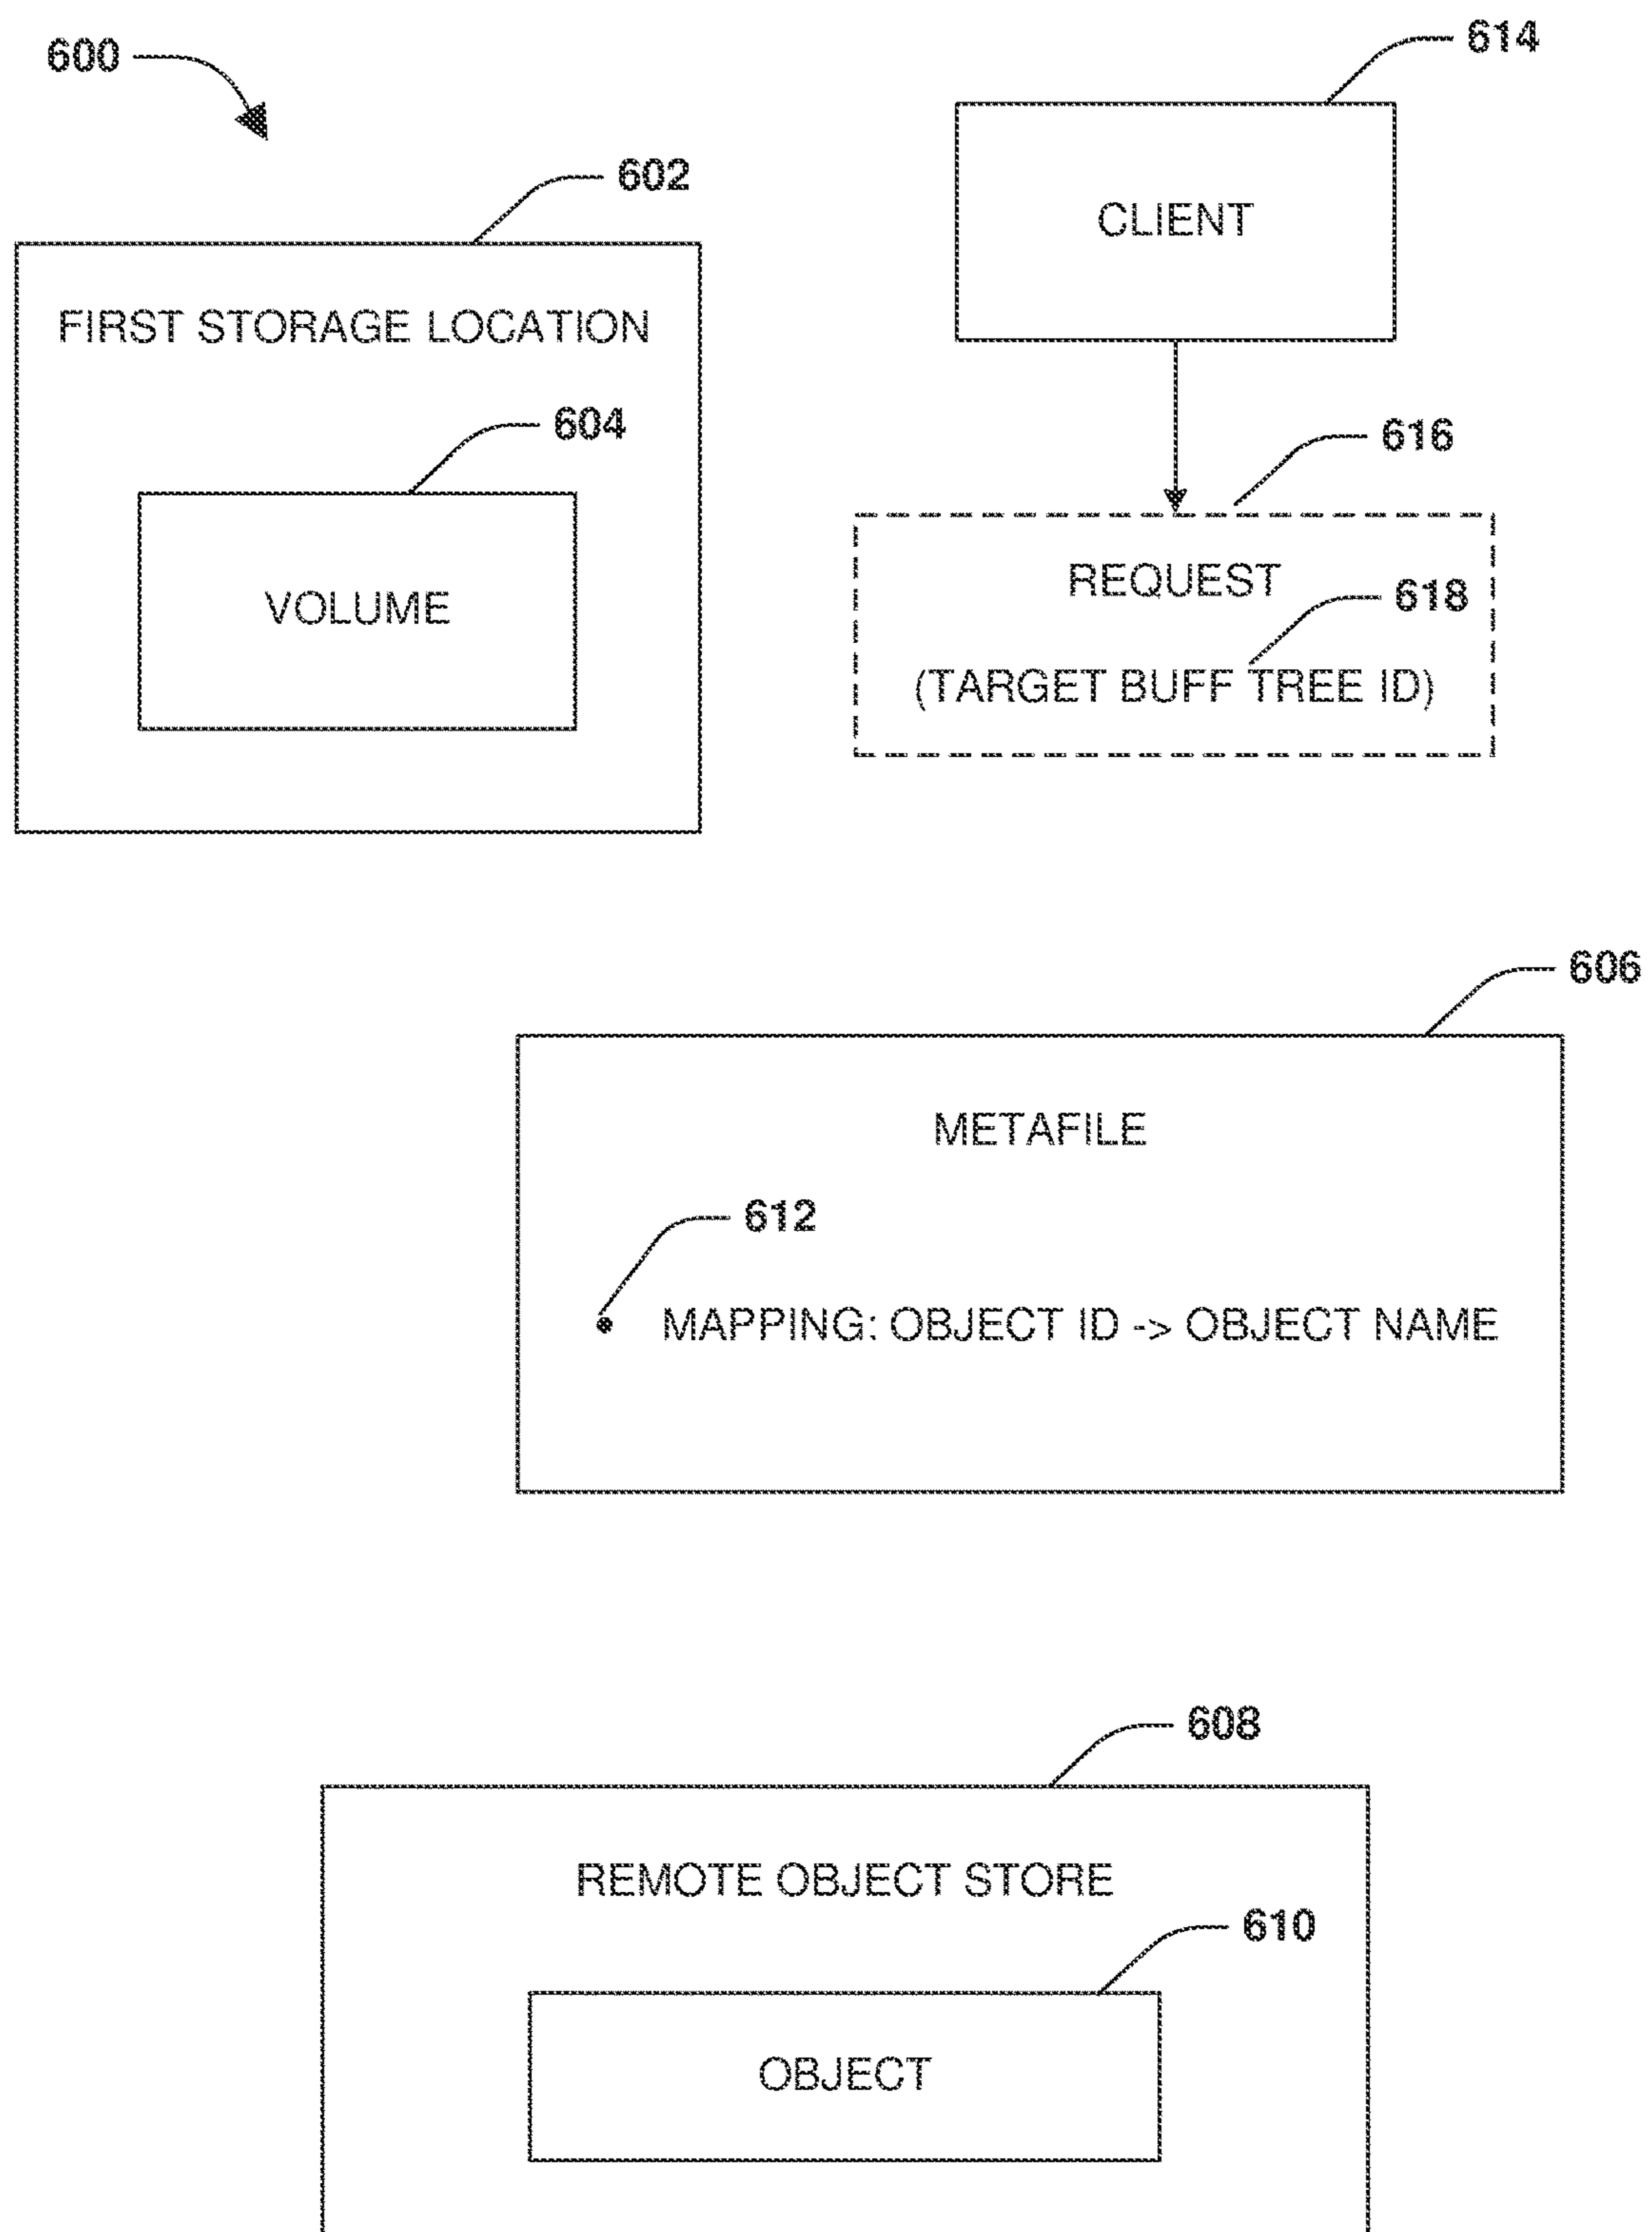 600
614
602
CLIENT
FIRST STORAGE LOCATION
604
616
VOLUME
REQUEST
618
(TARGET BUFF TREE ID)
606
METAFILE
612
• MAPPING: OBJECT ID -> OBJECT NAME
608
REMOTE OBJECT STORE
610
OBJECT